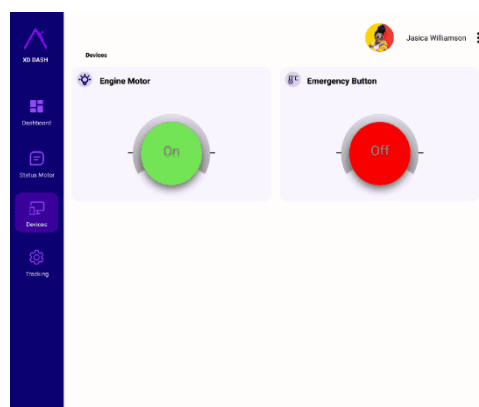 XD DASH
Dashboard
Status Motor
Devices
Tracking
Jasica Williamson
Devices
Engine Motor
On
Emergency Button
Off